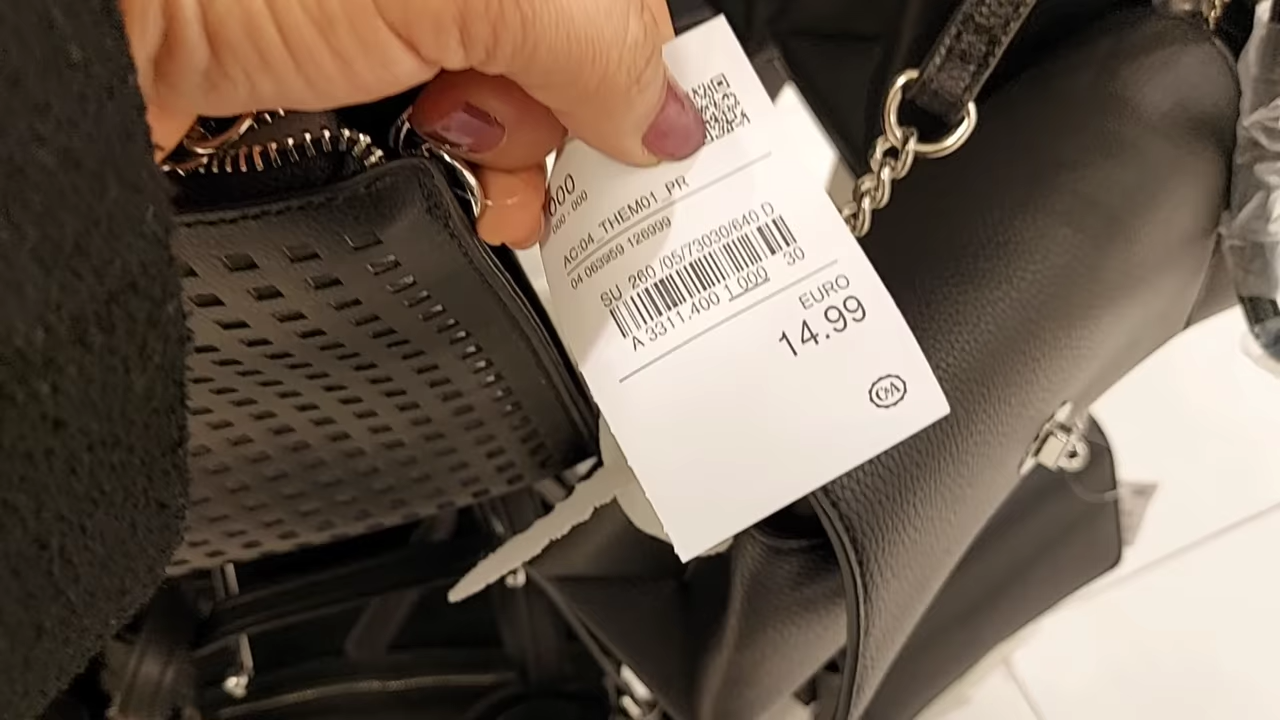 000
000 - 000
AC:04_THEM01_PR
04 063959 126999
SU 260 /05/73030/640 D
A 3311.400 1 000 30
EURO
14.99
C&A